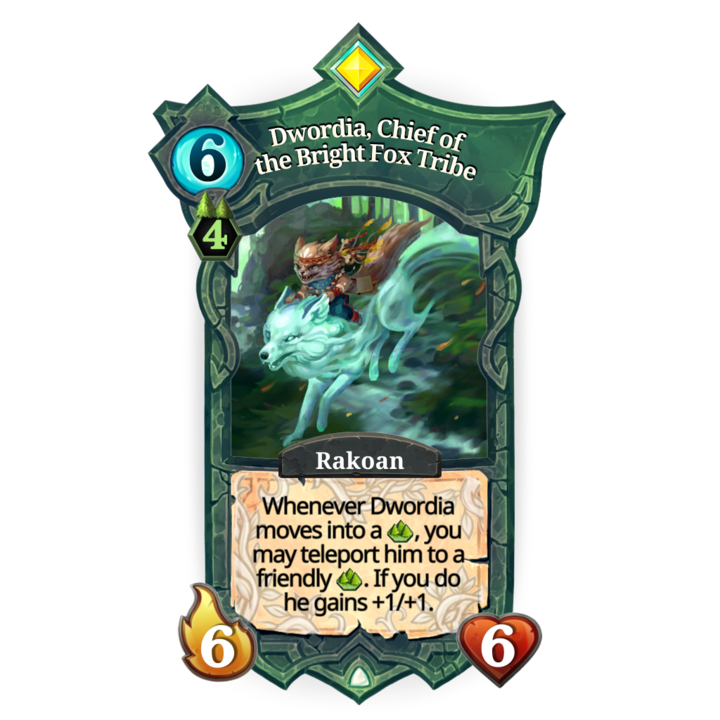 6
Dwordia, Chief of
the Bright Fox Tribe
4
Rakoan
Whenever Dwordia
moves into a , you
may teleport him to a
friendly . If you do
he gains +1/+1.
6
6